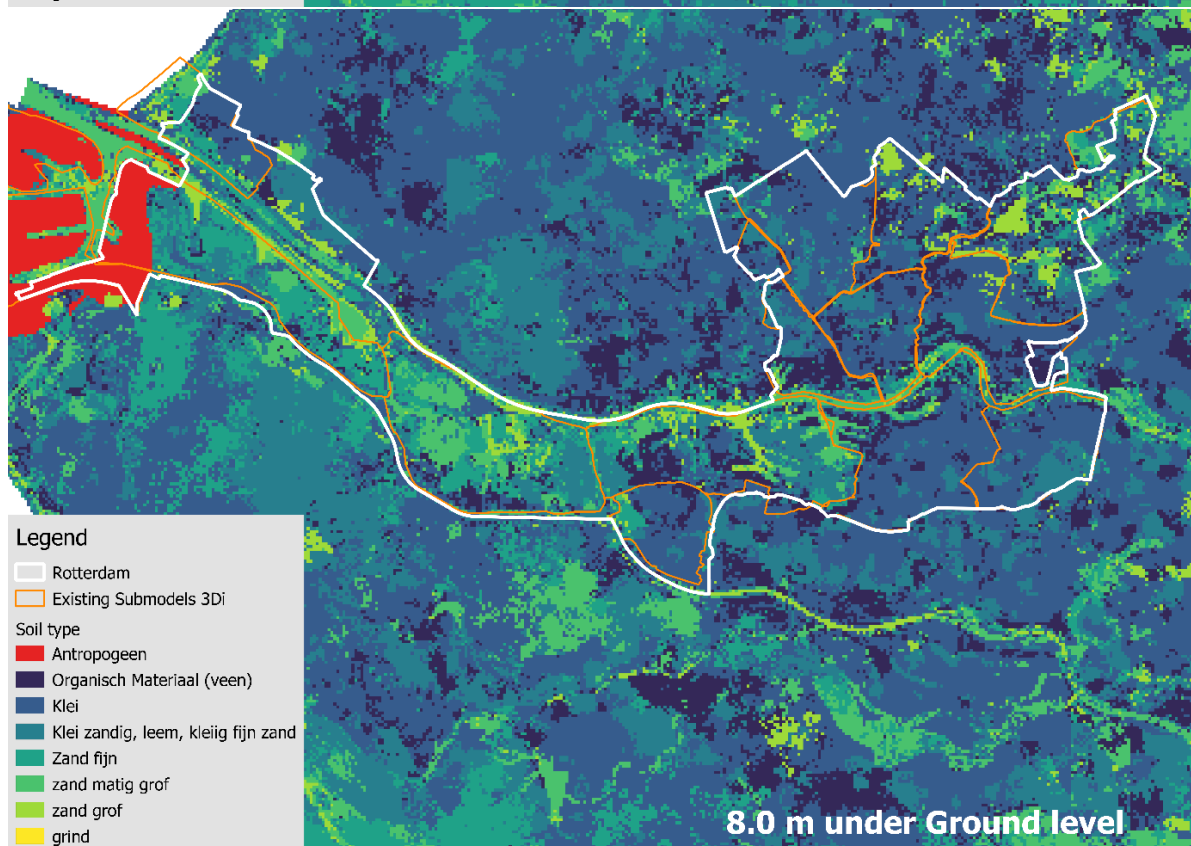 Legend
Rotterdam
Existing Submodels 3Di
Soil type
Antropogeen
Organisch Materiaal (veen)
Klei
Klei zandig, leem, kleiig fijn zand
Zand fijn
zand matig grof
zand grof
grind
8.0 m under Ground level